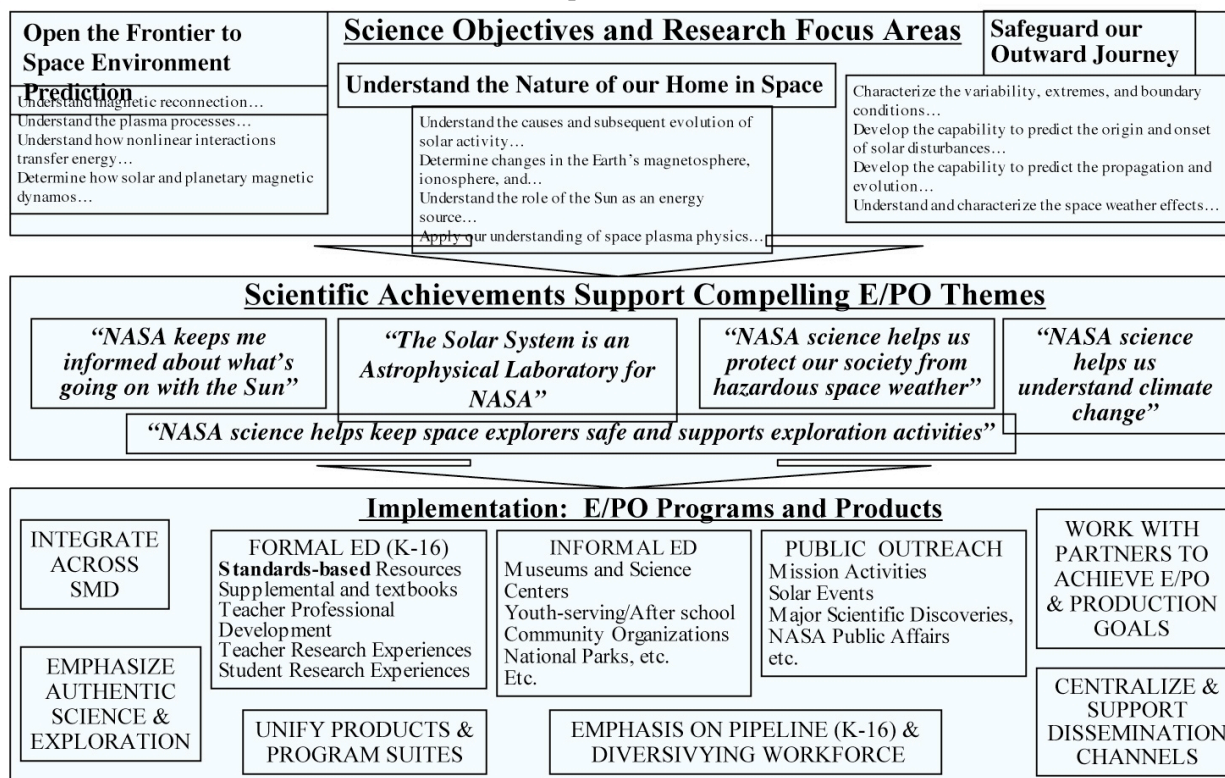 Science Objectives and Research Focus Areas
Open the Frontier to
Space Environment
Prediction
Understand magnetic reconnection…
Understand the plasma processes…
Understand how nonlinear interactions
transfer energy…
Determine how solar and planetary magnetic
dynamos…
Understand the Nature of our Home in Space
Understand the causes and subsequent evolution of
solar activity…
Determine changes in the Earth’s magnetosphere,
ionosphere, and…
Understand the role of the Sun as an energy
source…
Apply our understanding of space plasma physics…
Safeguard our
Outward Journey
Characterize the variability, extremes, and boundary
conditions…
Develop the capability to predict the origin and onset
of solar disturbances…
Develop the capability to predict the propagation and
evolution…
Understand and characterize the space weather effects…
Scientific Achievements Support Compelling E/PO Themes
“NASA keeps me
informed about what’s
going on with the Sun”
“The Solar System is an
Astrophysical Laboratory for
NASA”
“NASA science helps us
protect our society from
hazardous space weather”
“NASA science
helps us
understand climate
change”
“NASA science helps keep space explorers safe and supports exploration activities”
Implementation: E/PO Programs and Products
INTEGRATE
ACROSS
SMD
EMPHASIZE
AUTHENTIC
SCIENCE &
EXPLORATION
FORMAL ED (K-16)
Standards-based Resources
Supplemental and textbooks
Teacher Professional
Development
Teacher Research Experiences
Student Research Experiences
INFORMAL ED
Museums and Science
Centers
Youth-serving/After school
Community Organizations
National Parks, etc.
Etc.
PUBLIC OUTREACH
Mission Activities
Solar Events
Major Scientific Discoveries,
NASA Public Affairs
etc.
WORK WITH
PARTNERS TO
ACHIEVE E/PO
& PRODUCTION
GOALS
UNIFY PRODUCTS &
PROGRAM SUITES
EMPHASIS ON PIPELINE (K-16) &
DIVERSIVYING WORKFORCE
CENTRALIZE &
SUPPORT
DISSEMINATION
CHANNELS